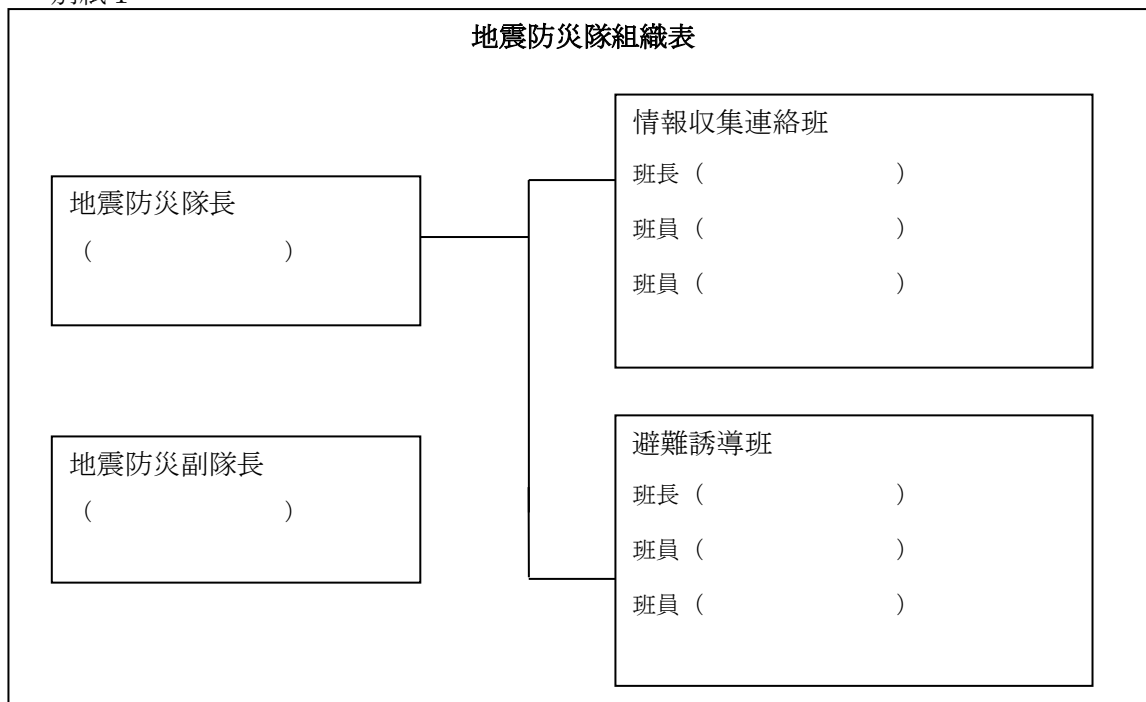 地震防災隊組織表
地震防災隊長
（　　　　　　　　　）
地震防災副隊長
（　　　　　　　　　）
情報収集連絡班
班長（　　　　　　　　　）
班員（　　　　　　　　　）
班員（　　　　　　　　　）
避難誘導班
班長（　　　　　　　　　）
班員（　　　　　　　　　）
班員（　　　　　　　　　）